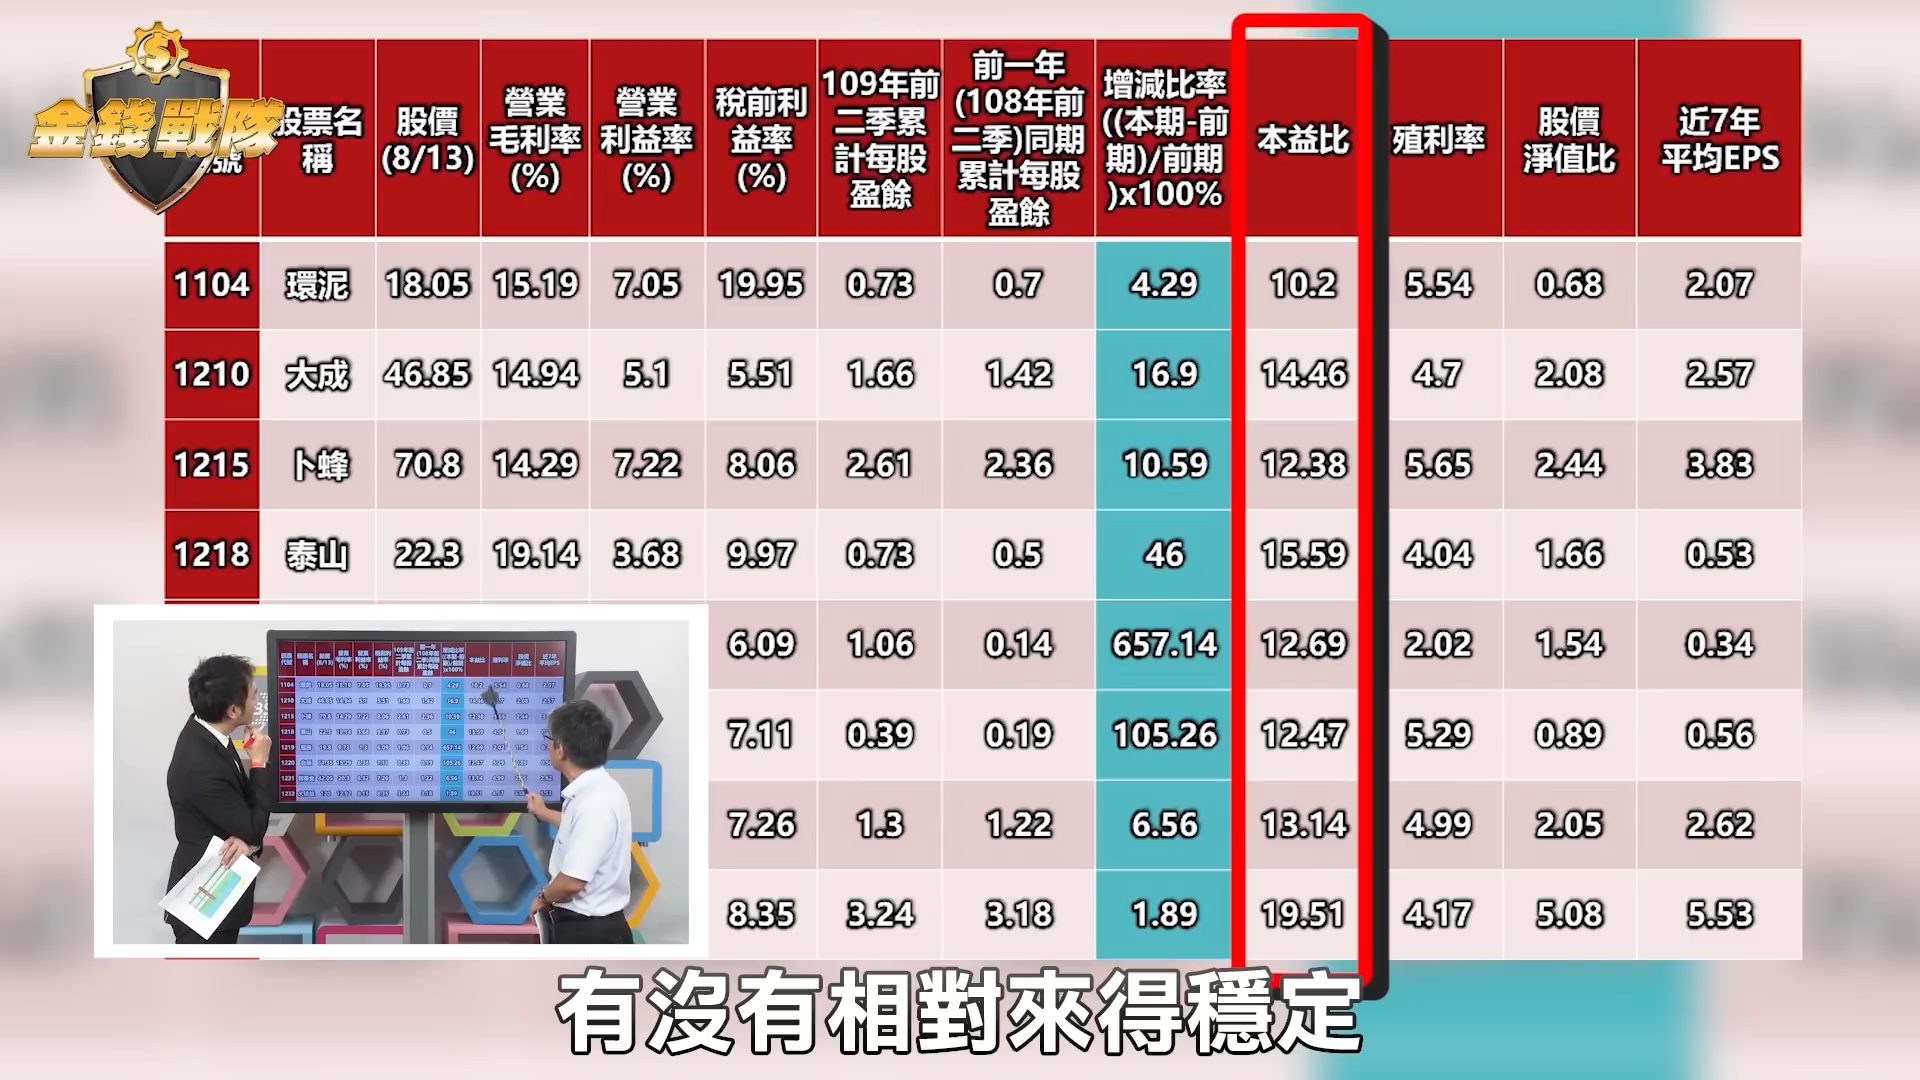 金錢戰隊
號
股票名
稱
股價
(8/13)
營業
毛利率
(%)
營業
利益率
(%)
稅前利
益率
(%)
109年前
二季累
計每股
盈餘
前一年
(108年前
二季)同期
累計每股
盈餘
增減比率
((本期-前
期)/前期
)x100%
本益比
殖利率
股價
淨值比
近7年
平均EPS
1104 環泥 18.05 15.19 7.05 19.95 0.73 0.7 4.29 10.2 5.54 0.68 2.07
1210 大成 46.85 14.94 5.1 5.51 1.66 1.42 16.9 14.46 4.7 2.08 2.57
1215 卜蜂 70.8 14.29 7.22 8.06 2.61 2.36 10.59 12.38 5.65 2.44 3.83
1218 泰山 22.3 19.14 3.68 9.97 0.73 0.5 46 15.59 4.04 1.66 0.53
6.09 1.06 0.14 657.14 12.69 2.02 1.54 0.34
7.11 0.39 0.19 105.26 12.47 5.29 0.89 0.56
7.26 1.3 1.22 6.56 13.14 4.99 2.05 2.62
8.35 3.24 3.18 1.89 19.51 4.17 5.08 5.53
有沒有相對來得穩定